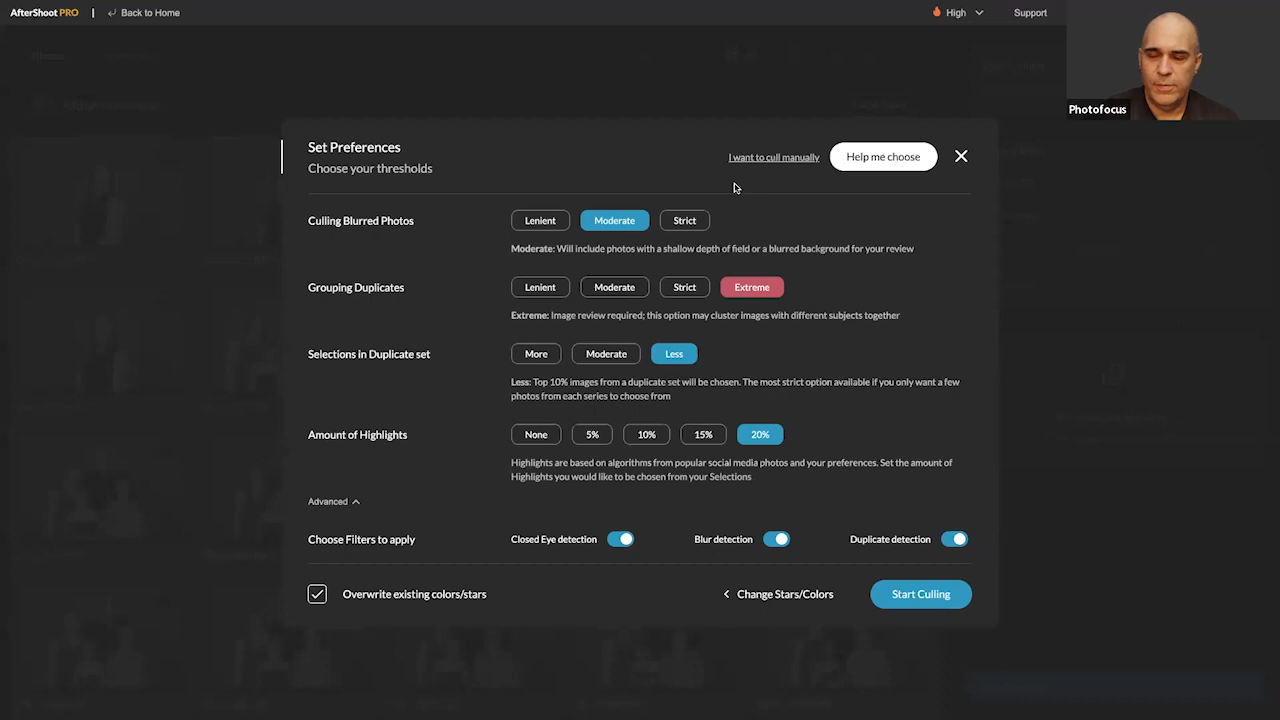 AfterShoot PRO | Back to Home
High
Support
Photofocus
Set Preferences
Choose your thresholds
I want to cull manually
Help me choose
Culling Blurred Photos
Lenient
Moderate
Strict
Moderate: Will include photos with a shallow depth of field or a blurred background for your review
Grouping Duplicates
Lenient
Moderate
Strict
Extreme
Extreme: Image review required; this option may cluster images with different subjects together
Selections in Duplicate set
More
Moderate
Less
Less: Top 10% images from a duplicate set will be chosen. The most strict option available if you only want a few
photos from each series to choose from
Amount of Highlights
None
5%
10%
15%
20%
Highlights are based on algorithms from popular social media photos and your preferences. Set the amount of
Highlights you would like to be chosen from your Selections
Advanced
Choose Filters to apply
Closed Eye detection
Blur detection
Duplicate detection
Overwrite existing colors/stars
Change Stars/Colors
Start Culling